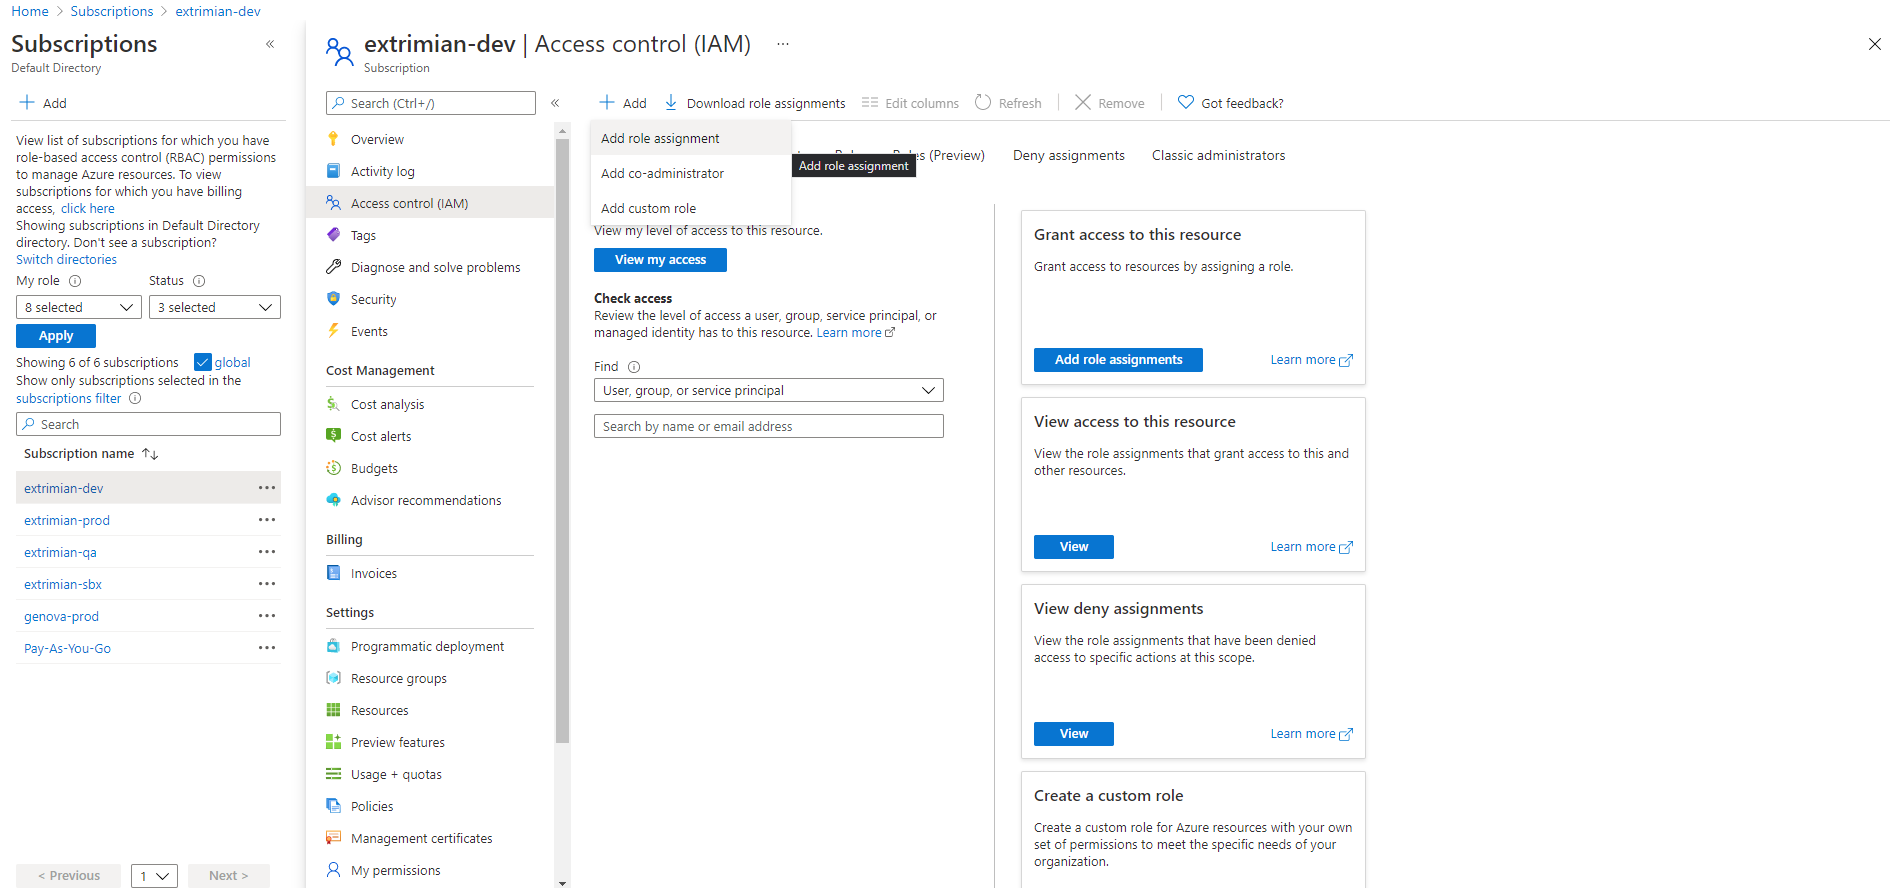 Home > Subscriptions > extrimian-dev
Subscriptions
Default Directory
«
+ Add
View list of subscriptions for which you have
role-based access control (RBAC) permissions
to manage Azure resources. To view
subscriptions for which you have billing
access, click here
Showing subscriptions in Default Directory
directory. Don't see a subscription?
Switch directories
My role
Status
8 selected
3 selected
Apply
Showing 6 of 6 subscriptions
global
Show only subscriptions selected in the
subscriptions filter
Search
Subscription name ↑↓
extrimian-dev ...
extrimian-prod ...
extrimian-qa ...
extrimian-sbx ...
genova-prod ...
Pay-As-You-Go ...
< Previous
1
Next >
extrimian-dev | Access control (IAM) ...
Subscription
Search (Ctrl+/)
«
Overview
Activity log
Access control (IAM)
Tags
Diagnose and solve problems
Security
Events
Cost Management
Cost analysis
Cost alerts
Budgets
Advisor recommendations
Billing
Invoices
Settings
Programmatic deployment
Resource groups
Resources
Preview features
Usage + quotas
Policies
Management certificates
My permissions
+ Add
Download role assignments
Edit columns
Refresh
Remove
Got feedback?
Add role assignment
Add co-administrator
Add custom role
Add role assignment
(Preview)
Deny assignments
Classic administrators
View my level of access to this resource.
View my access
Check access
Review the level of access a user, group, service principal, or
managed identity has to this resource. Learn more
Find
User, group, or service principal
Search by name or email address
Grant access to this resource
Grant access to resources by assigning a role.
Add role assignments
Learn more
View access to this resource
View the role assignments that grant access to this and
other resources.
View
Learn more
View deny assignments
View the role assignments that have been denied
access to specific actions at this scope.
View
Learn more
Create a custom role
Create a custom role for Azure resources with your own
set of permissions to meet the specific needs of your
organization.